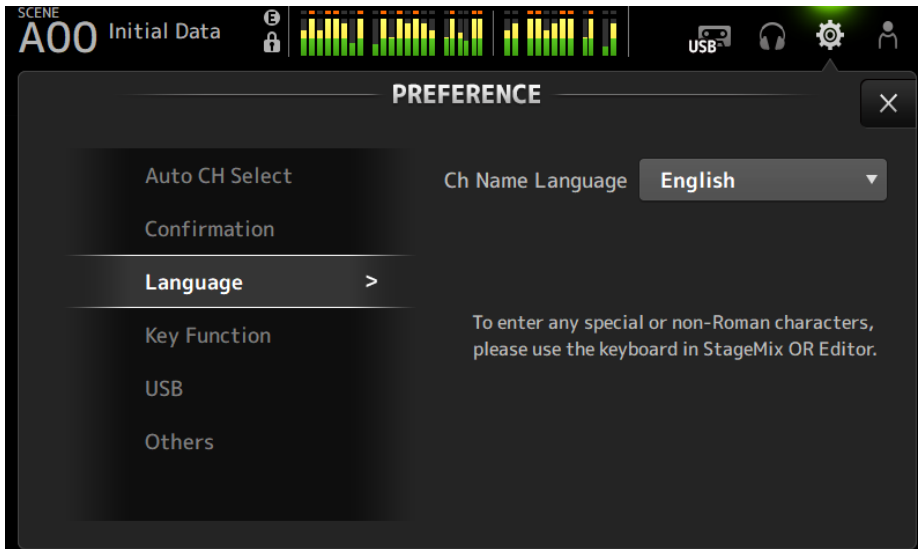 SCENE
A00 Initial Data
E
USB
PREFERENCE
Auto CH Select
Confirmation
Language >
Key Function
USB
Others
Ch Name Language English
To enter any special or non-Roman characters,
please use the keyboard in StageMix OR Editor.